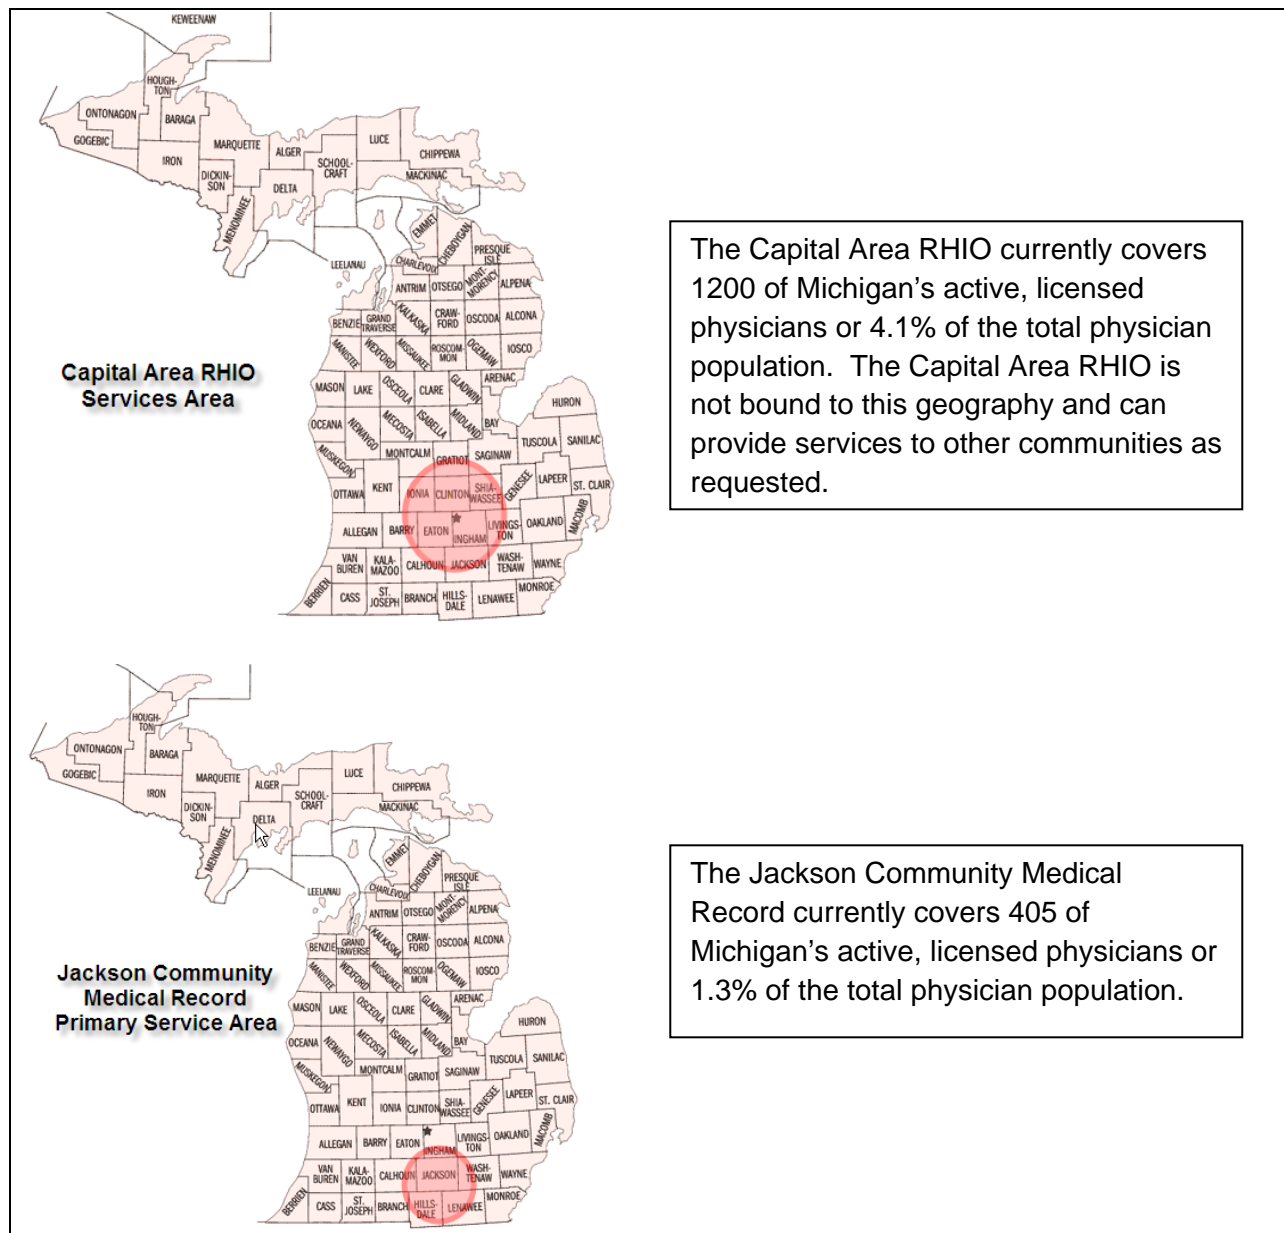 KEWEENAW
HOUGH-
TON
ONTONAGON
BARAGA
GOGEBIC
MARQUETTE
ALGER
LUCE
CHIPPEWA
IRON
SCHOOL-
CRAFT
MACKINAC
DICKIN-
SON
DELTA
MENOMINEE
EMMET
CHEBOYGAN
PRESQUE
ISLE
LEELANAU
CHARLEVOIX
ANTRIM
OTSEGO
MONT-
MORENCY
ALPENA
BENZIE
GRAND
TRAVERSE
KALKASKA
CRAW-
FORD
OSCODA
ALCONA
MANISTEE
WEXFORD
MISSAUKEE
ROSCOM-
MON
OGEMAW
IOSCO
Capital Area RHIO
Services Area
MASON
LAKE
OSCEOLA
CLARE
GLADWIN
ARENAC
HURON
OCEANA
NEWAYGO
MECOSTA
ISABELLA
MIDLAND
BAY
TUSCOLA
SANILAC
MUSKEGON
MONTCALM
GRATIOT
SAGINAW
OTTAWA
KENT
IONIA
CLINTON
SHIA-
WASSEE
GENESEE
LAPEER
ST. CLAIR
ALLEGAN
BARRY
EATON
INGHAM
LIVINGS-
TON
OAKLAND
MACOMB
VAN
BUREN
KALA-
MAZOO
CALHOUN
JACKSON
WASH-
TENAW
WAYNE
BERRIEN
CASS
ST.
JOSEPH
BRANCH
HILLS-
DALE
LENAWEE
MONROE
The Capital Area RHIO currently covers
1200 of Michigan’s active, licensed
physicians or 4.1% of the total physician
population.  The Capital Area RHIO is
not bound to this geography and can
provide services to other communities as
requested.
HOUGH-
TON
ONTONAGON
BARAGA
GOGEBIC
MARQUETTE
ALGER
LUCE
CHIPPEWA
IRON
SCHOOL-
CRAFT
MACKINAC
DICKIN-
SON
DELTA
MENOMINEE
EMMET
CHEBOYGAN
PRESQUE
ISLE
LEELANAU
CHARLEVOIX
ANTRIM
OTSEGO
MONT-
MORENCY
ALPENA
BENZIE
GRAND
TRAVERSE
KALKASKA
CRAW-
FORD
OSCODA
ALCONA
MANISTEE
WEXFORD
MISSAUKEE
ROSCOM-
MON
OGEMAW
IOSCO
Jackson Community
Medical Record
Primary Service Area
MASON
LAKE
OSCEOLA
CLARE
GLADWIN
ARENAC
HURON
OCEANA
NEWAYGO
MECOSTA
ISABELLA
MIDLAND
BAY
TUSCOLA
SANILAC
MUSKEGON
MONTCALM
GRATIOT
SAGINAW
OTTAWA
KENT
IONIA
CLINTON
SHIA-
WASSEE
GENESEE
LAPEER
ST. CLAIR
ALLEGAN
BARRY
EATON
INGHAM
LIVINGS-
TON
OAKLAND
MACOMB
VAN
BUREN
KALA-
MAZOO
CALHOUN
JACKSON
WASH-
TENAW
WAYNE
BERRIEN
CASS
ST.
JOSEPH
BRANCH
HILLS-
DALE
LENAWEE
MONROE
The Jackson Community Medical
Record currently covers 405 of
Michigan’s active, licensed physicians or
1.3% of the total physician population.